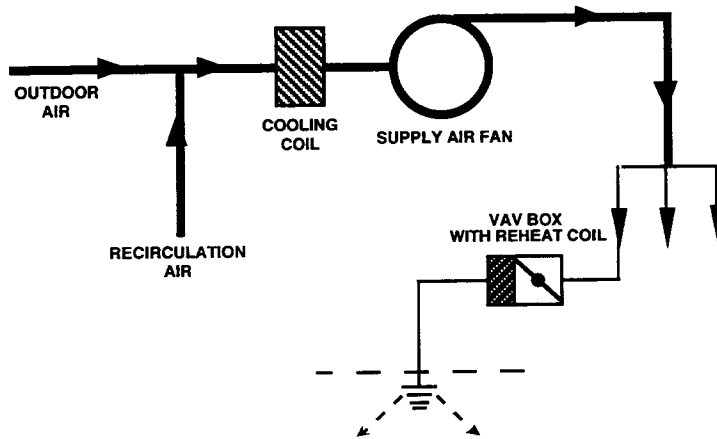 OUTDOOR
AIR
COOLING
COIL
SUPPLY AIR FAN
RECIRCULATION
AIR
VAV BOX
WITH REHEAT COIL